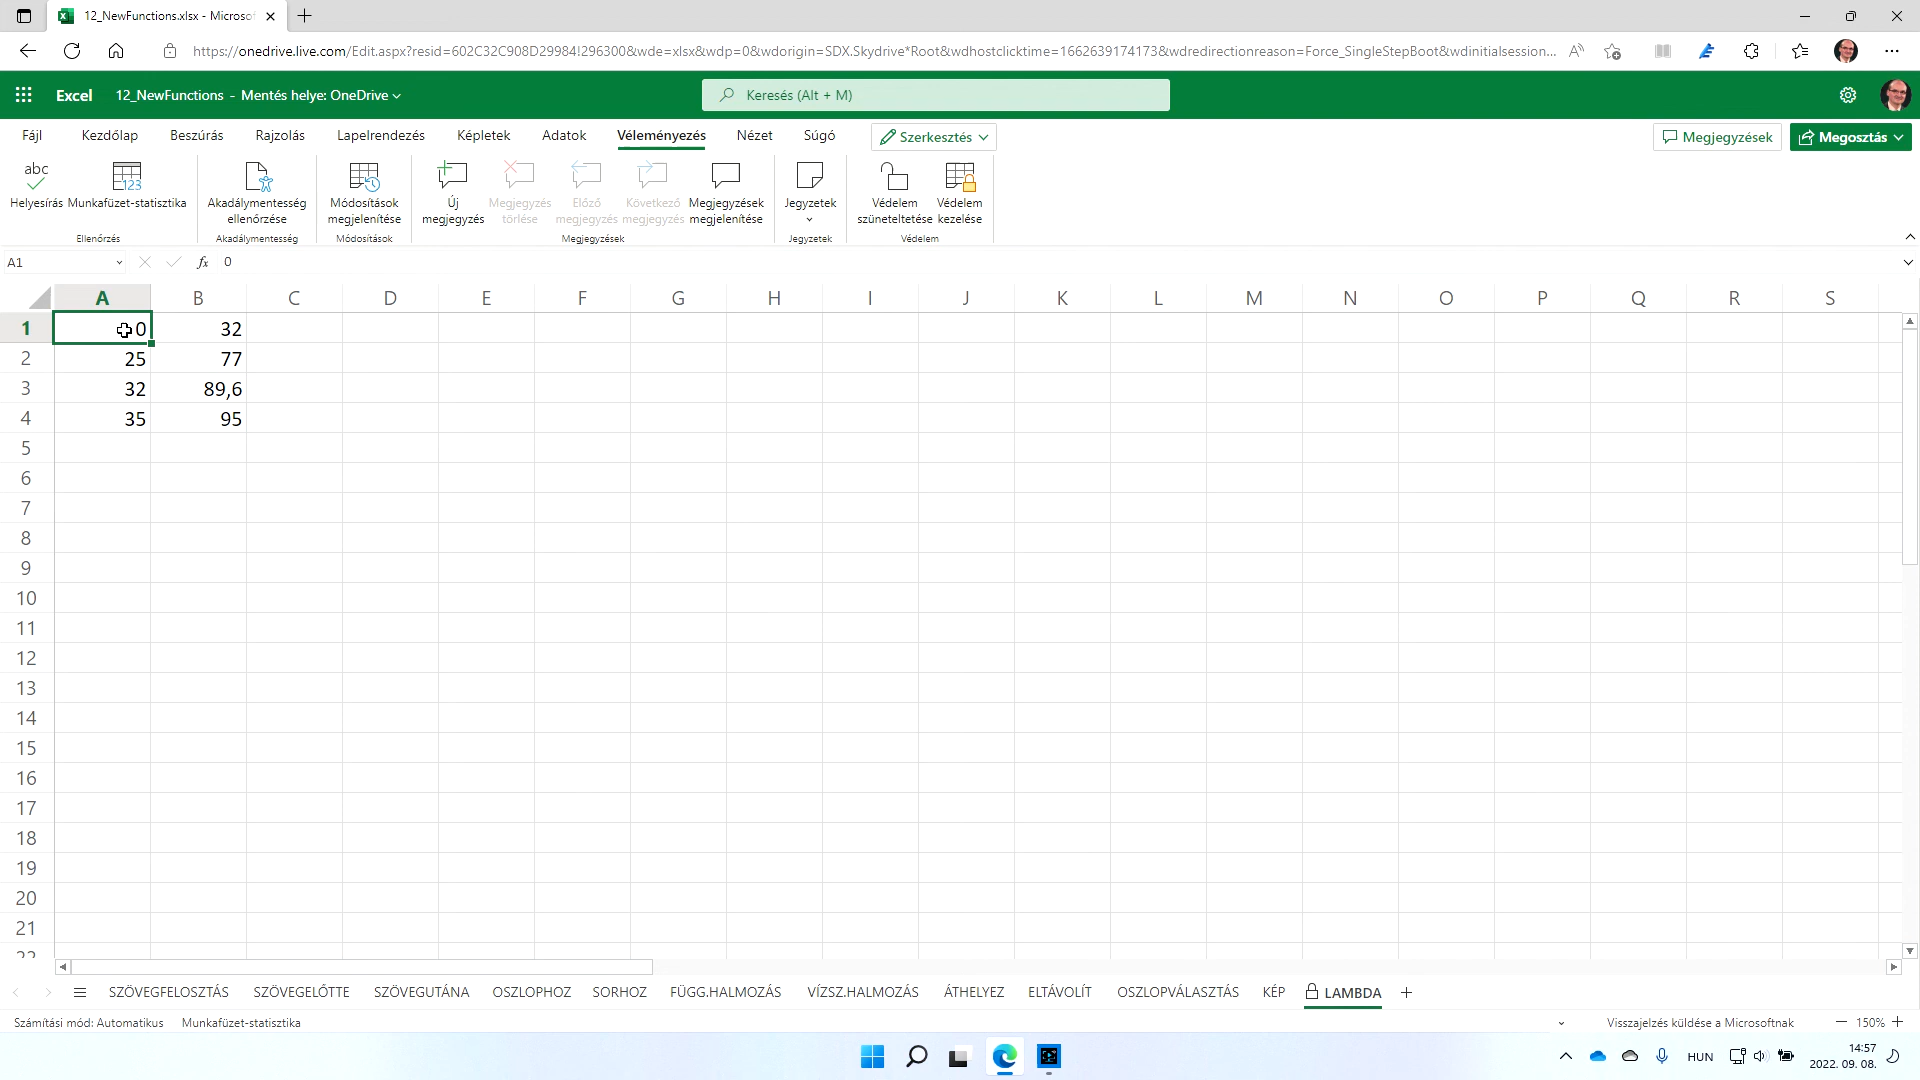 12_NewFunctions.xlsx - Microsof
https://onedrive.live.com/Edit.aspx?resid=602C32C908D29984!296300&wde=xlsx&wdp=0&wdorigin=SDX.Skydrive*Root&wdhostclicktime=1662639174173&wdredirectionreason=Force_SingleStepBoot&wdinitialsession...
Excel 12_NewFunctions - Mentés helye: OneDrive
Keresés (Alt + M)
Fájl Kezdőlap Beszúrás Rajzolás Lapelrendezés Képletek Adatok Véleményezés Nézet Súgó Szerkesztés Megjegyzések Megosztás
abc
123
Helyesírás Munkafüzet-statisztika Akadálymentesség Módosítások Új Megjegyzés Előző Következő Megjegyzések Jegyzetek Védelem Védelem
ellenőrzése megjelenítése megjegyzés törlése megjegyzés megjegyzés megjelenítése szüneteltetése kezelése
Ellenőrzés Akadálymentesség Módosítások Megjegyzések Jegyzetek Védelem
A1 fx 0
A B C D E F G H I J K L M N O P Q R S
1 0 32
2 25 77
3 32 89,6
4 35 95
5
6
7
8
9
10
11
12
13
14
15
16
17
18
19
20
21
22
SZÖVEGFELOSZTÁS SZÖVEGELŐTTE SZÖVEGUTÁNA OSZLOPHOZ SORHOZ FÜGG.HALMOZÁS VÍZSZ.HALMOZÁS ÁTHELYEZ ELTÁVOLÍT OSZLOPVÁLASZTÁS KÉP LAMBDA
Számítási mód: Automatikus Munkafüzet-statisztika Visszajelzés küldése a Microsoftnak 150%
HUN
14:57
2022. 09. 08.